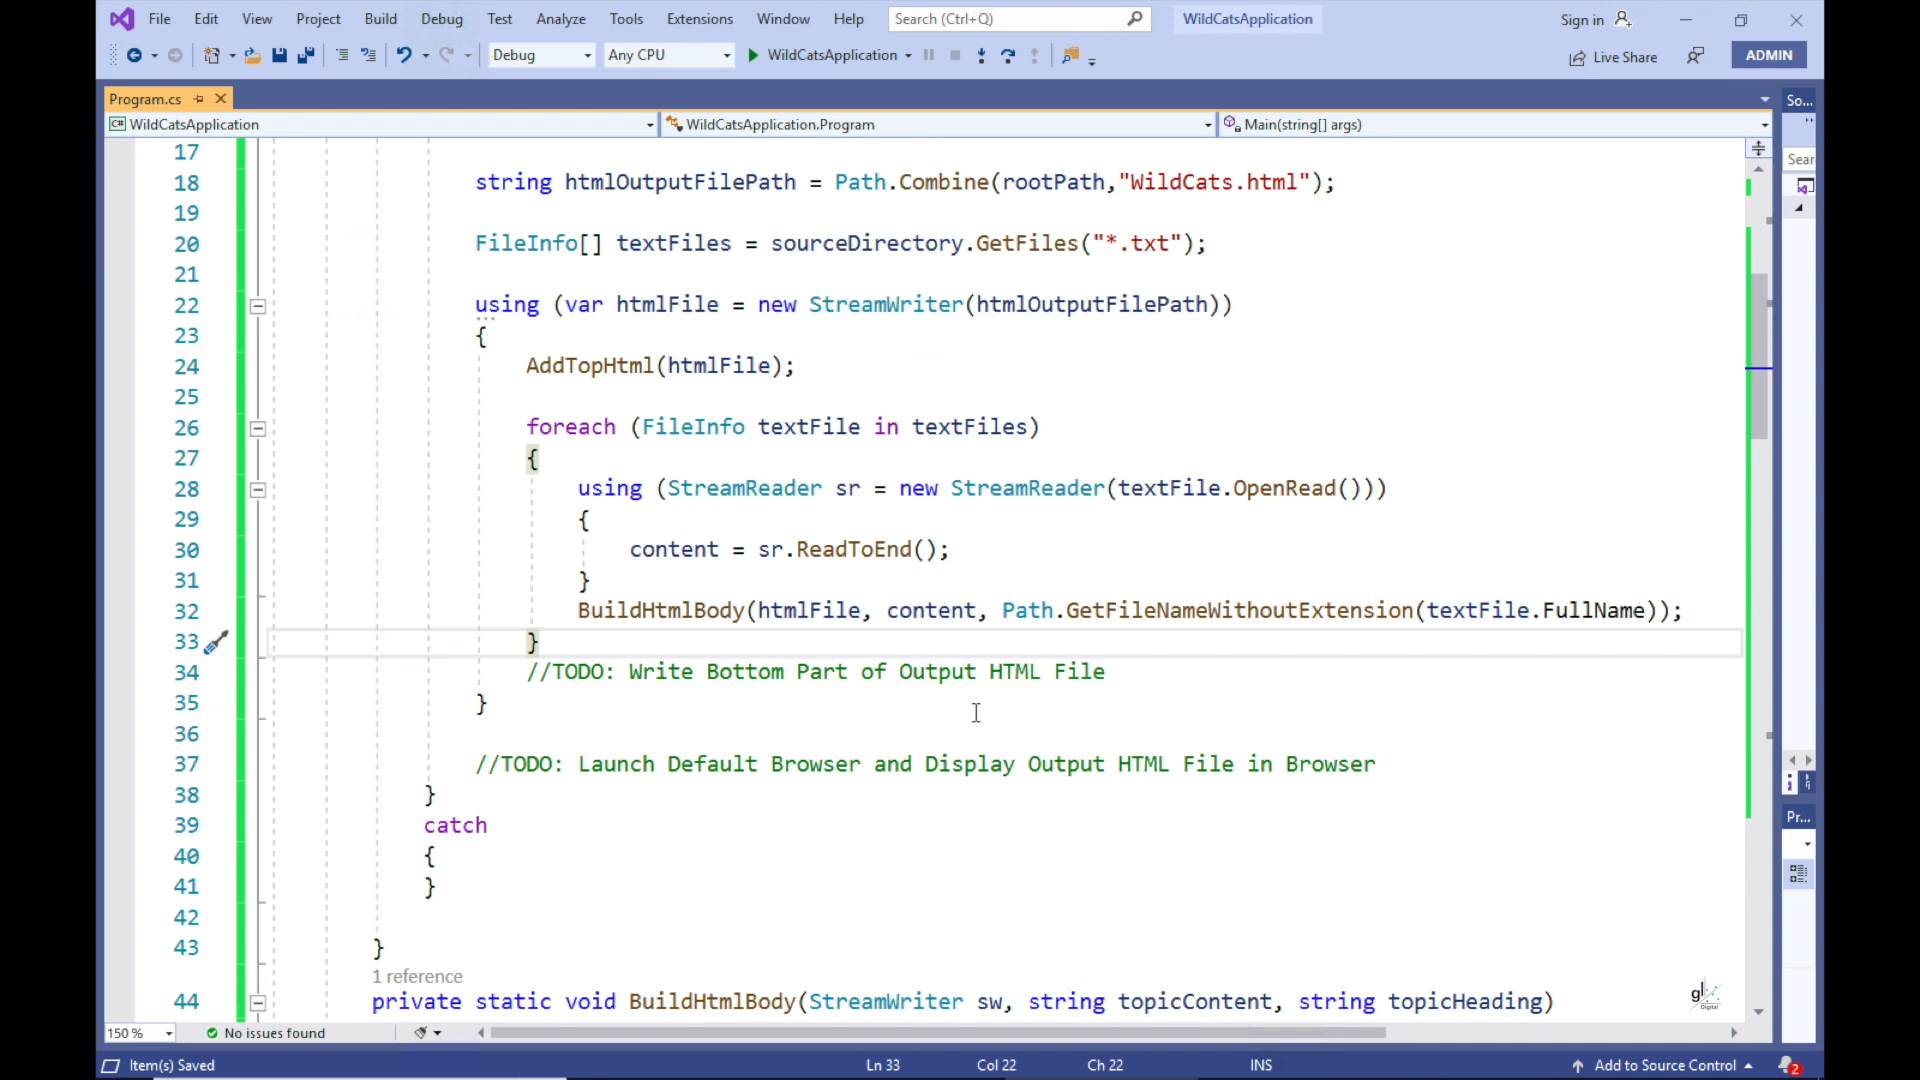 File Edit View Project Build Debug Test Analyze Tools Extensions Window Help Search (Ctrl+Q) WildCatsApplication Sign in
Debug Any CPU WildCatsApplication Live Share ADMIN
Program.cs So...
WildCatsApplication WildCatsApplication.Program Main(string[] args)
Sear
17
18 string htmlOutputFilePath = Path.Combine(rootPath,"WildCats.html");
19
20 FileInfo[] textFiles = sourceDirectory.GetFiles("*.txt");
21
22 using (var htmlFile = new StreamWriter(htmlOutputFilePath))
23 {
24 AddTopHtml(htmlFile);
25
26 foreach (FileInfo textFile in textFiles)
27 {
28 using (StreamReader sr = new StreamReader(textFile.OpenRead()))
29 {
30 content = sr.ReadToEnd();
31 }
32 BuildHtmlBody(htmlFile, content, Path.GetFileNameWithoutExtension(textFile.FullName));
33 }
34 //TODO: Write Bottom Part of Output HTML File
35 }
36
37 //TODO: Launch Default Browser and Display Output HTML File in Browser
38 }
39 catch
40 {
41 }
42
43 }
1 reference
44 private static void BuildHtmlBody(StreamWriter sw, string topicContent, string topicHeading)
Pr...
gl Digital
150 % No issues found
Item(s) Saved Ln 33 Col 22 Ch 22 INS Add to Source Control 2